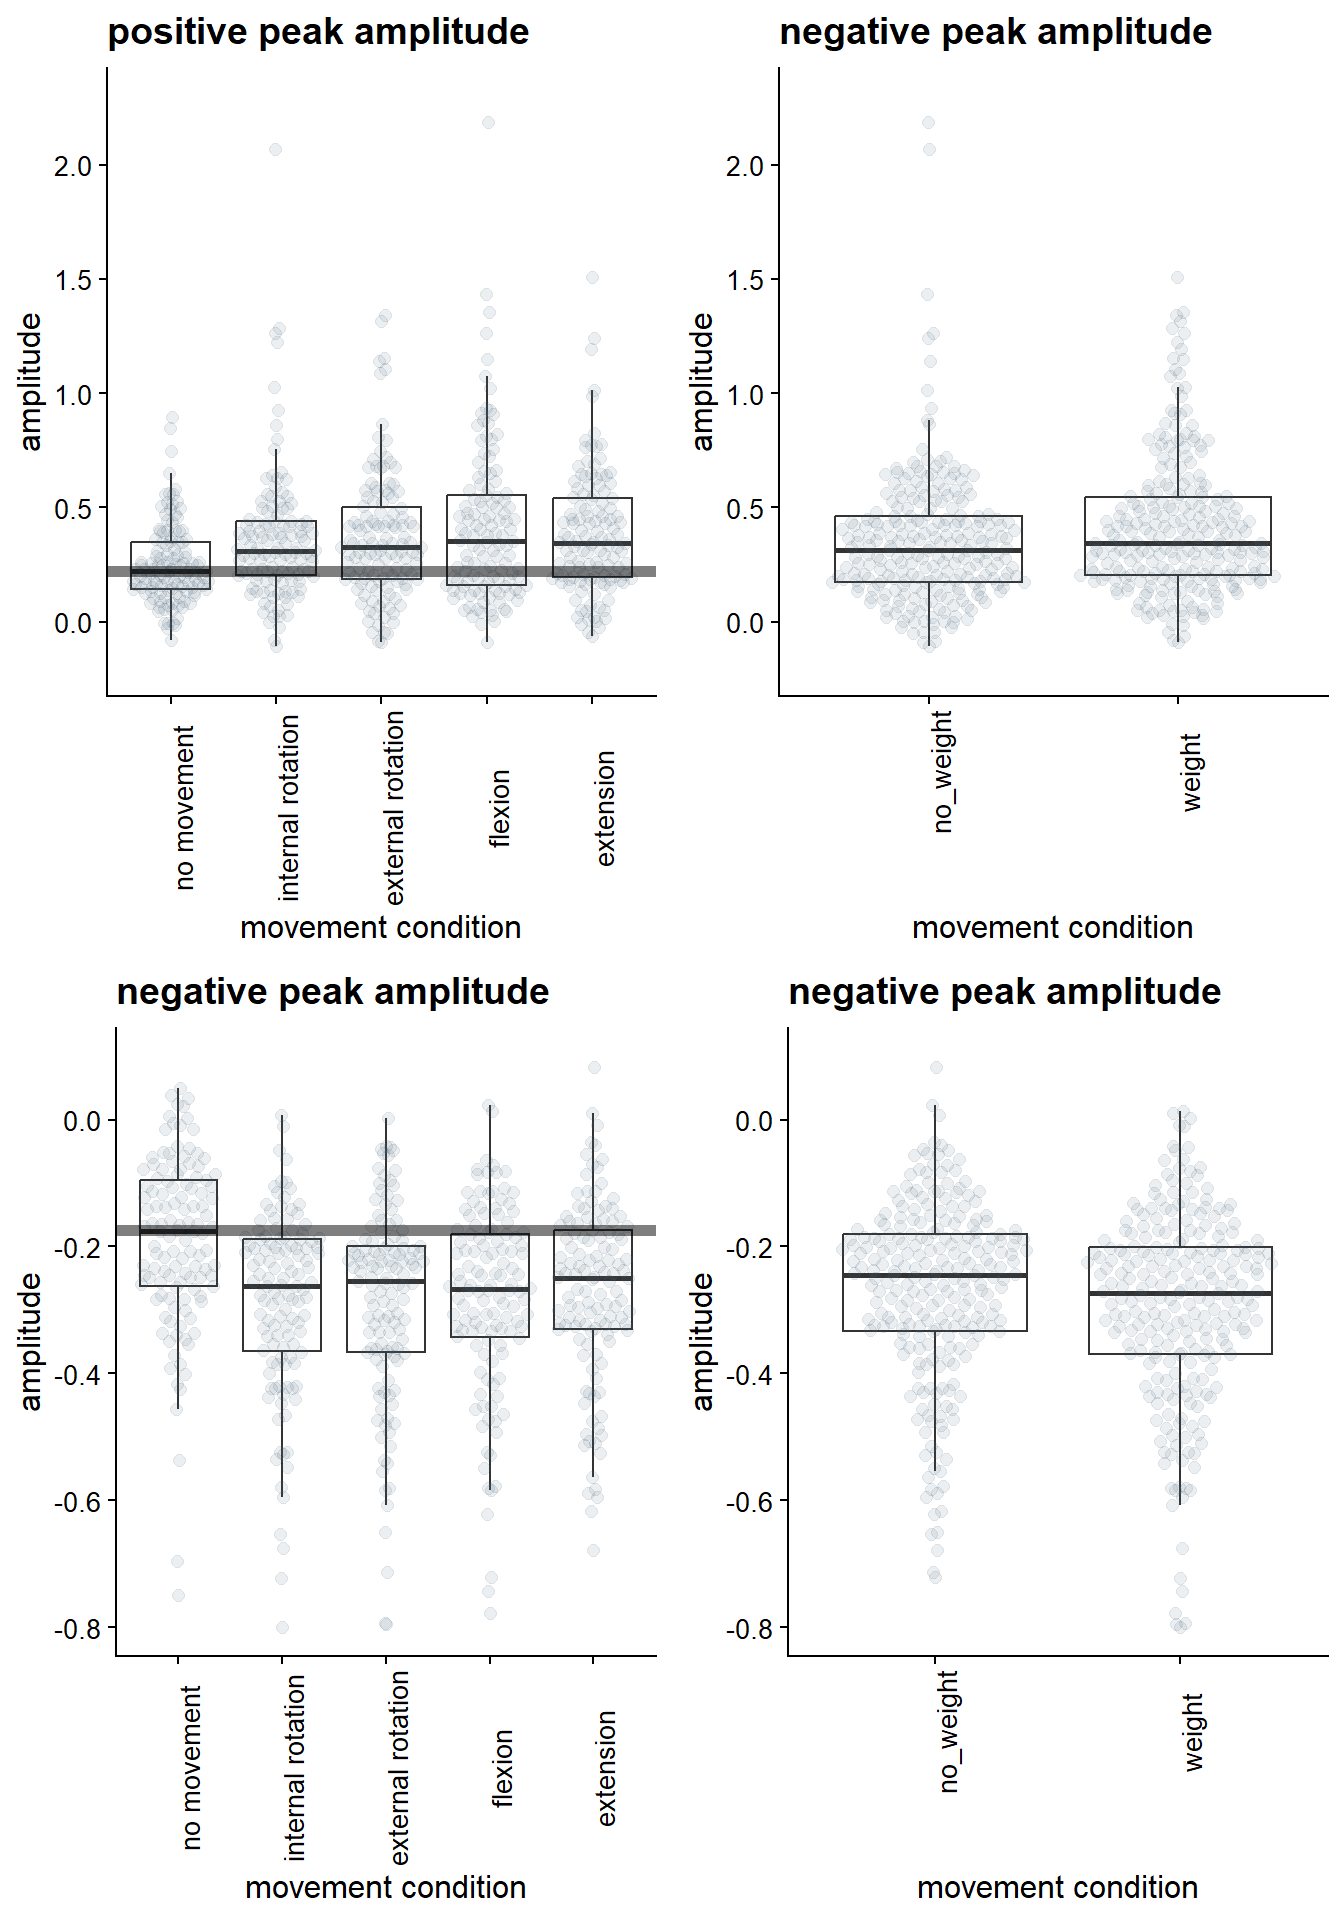 positive peak amplitude
amplitude
2.0
1.5
1.0
0.5
0.0
no movement
internal rotation
external rotation
flexion
extension
movement condition
negative peak amplitude
amplitude
2.0
1.5
1.0
0.5
0.0
no_weight
weight
movement condition
negative peak amplitude
amplitude
0.0
-0.2
-0.4
-0.6
-0.8
no movement
internal rotation
external rotation
flexion
extension
movement condition
negative peak amplitude
amplitude
0.0
-0.2
-0.4
-0.6
-0.8
no_weight
weight
movement condition